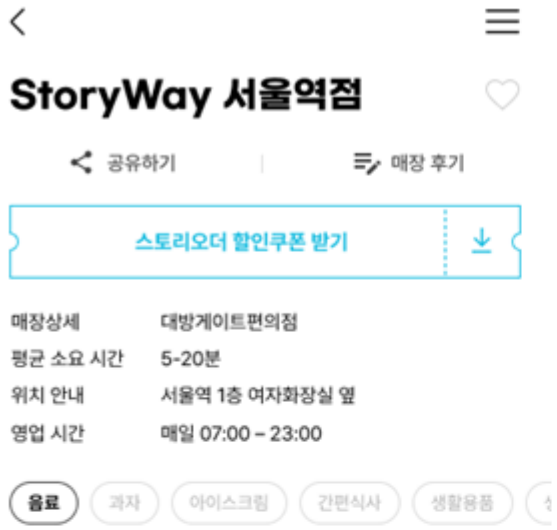 StoryWay 서울역점
공유하기 매장 후기
스토리오더 할인쿠폰 받기
매장상세 대방게이트편의점
평균 소요 시간 5-20분
위치 안내 서울역 1층 여자화장실 옆
영업 시간 매일 07:00 – 23:00
음료 과자 아이스크림 간편식사 생활용품